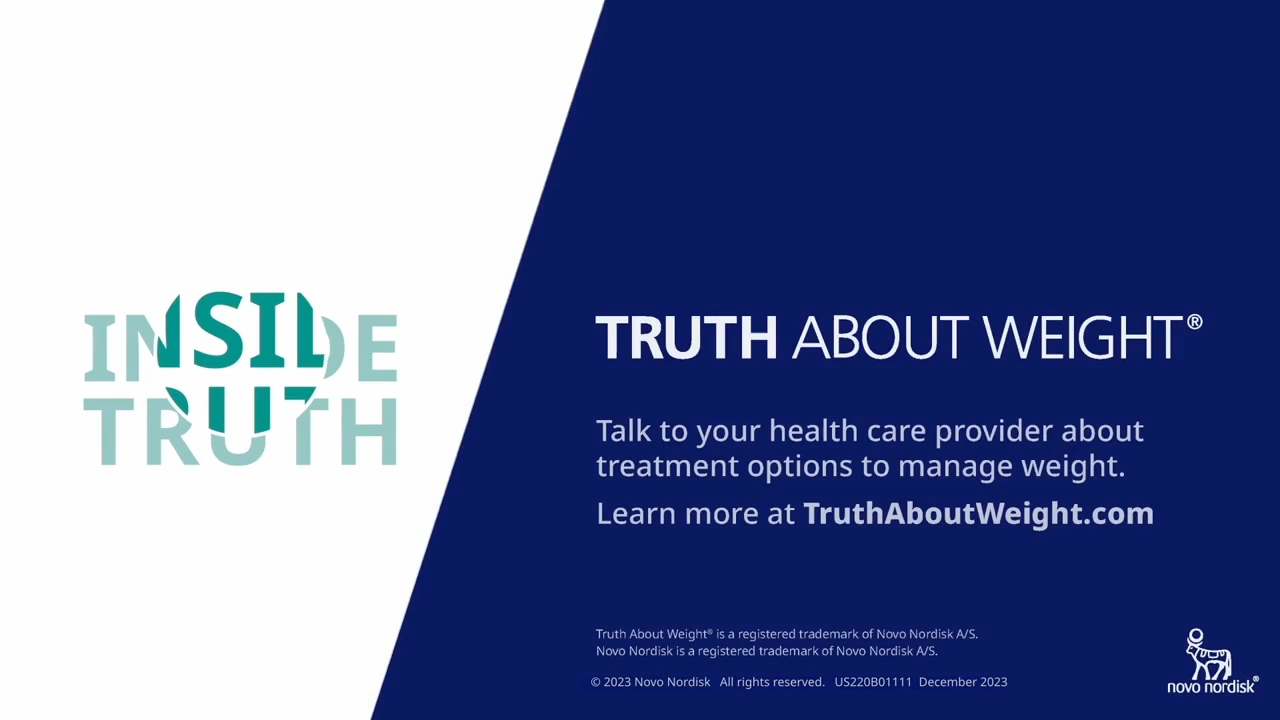 INSIDE
TRUTH
TRUTH ABOUT WEIGHT®
Talk to your health care provider about
treatment options to manage weight.
Learn more at TruthAboutWeight.com
Truth About Weight® is a registered trademark of Novo Nordisk A/S.
Novo Nordisk is a registered trademark of Novo Nordisk A/S.
© 2023 Novo Nordisk All rights reserved. US220B01111 December 2023
novo nordisk®